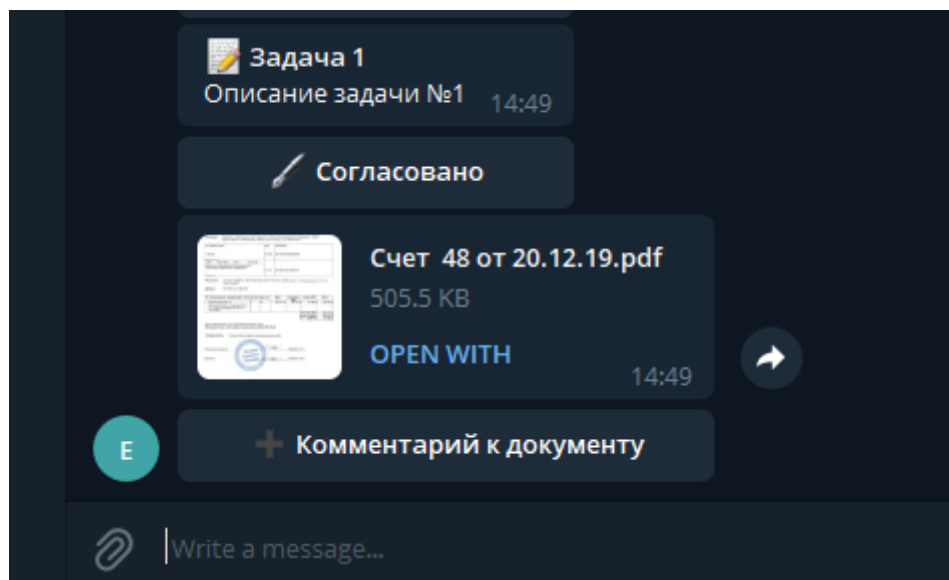 Задача 1
Описание задачи №1 14:49
Согласовано
Счет 48 от 20.12.19.pdf
505.5 KB
OPEN WITH
14:49
E
Комментарий к документу
Write a message...